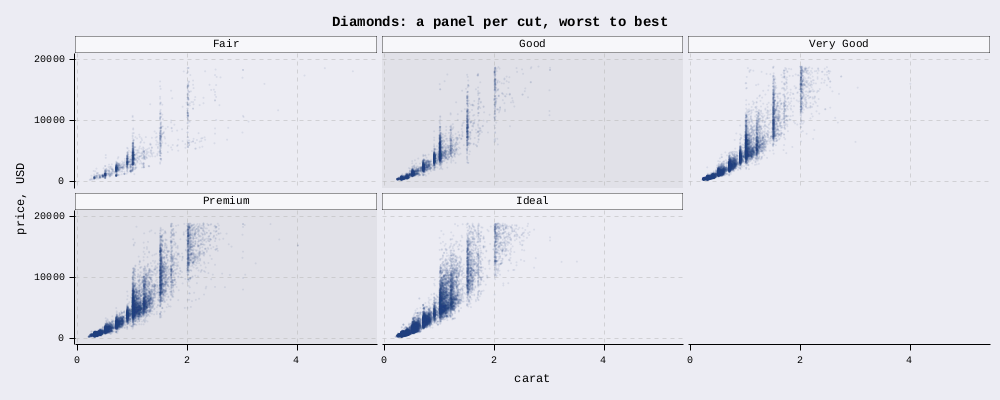 Diamonds: a panel per cut, worst to best
Fair
Good
Very Good
20000
10000
0
Premium
Ideal
20000
10000
0
price, USD
0
2
4
0
2
4
0
2
4
carat